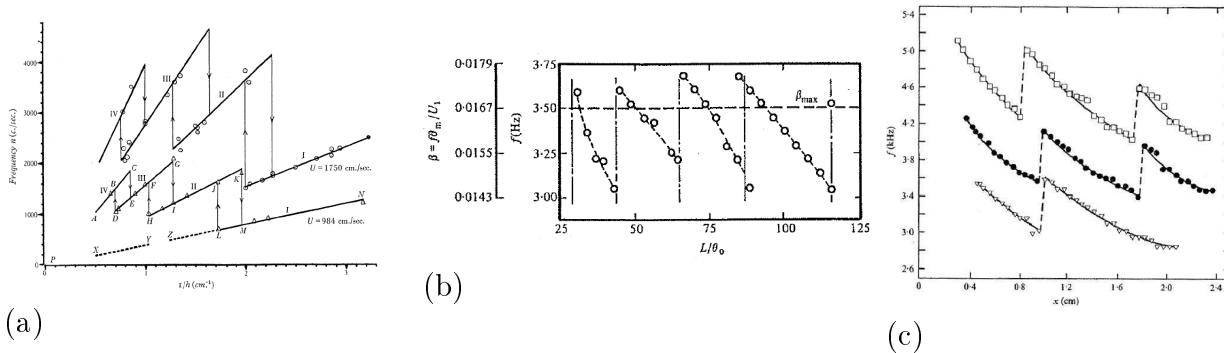 Frequency n (c./sec.)
4000
3000
2000
1000
0
0
1
2
3
1/h (cm⁻¹)
IV
III
II
I
U = 1750 cm./sec.
IV
III
II
I
U = 984 cm./sec.
A
B
C
D
E
F
G
H
I
J
K
L
M
N
P
X
Y
Z
(a)
β = fθm/U1
0·0179
0·0167
0·0155
0·0143
f(Hz)
3·75
3·50
3·25
3·00
βmax
25
50
75
100
125
L/θ0
(b)
f (kHz)
5·4
5·0
4·6
4·2
3·8
3·4
3·0
2·6
0
0·4
0·8
1·2
1·6
2·0
2·4
x (cm)
(c)